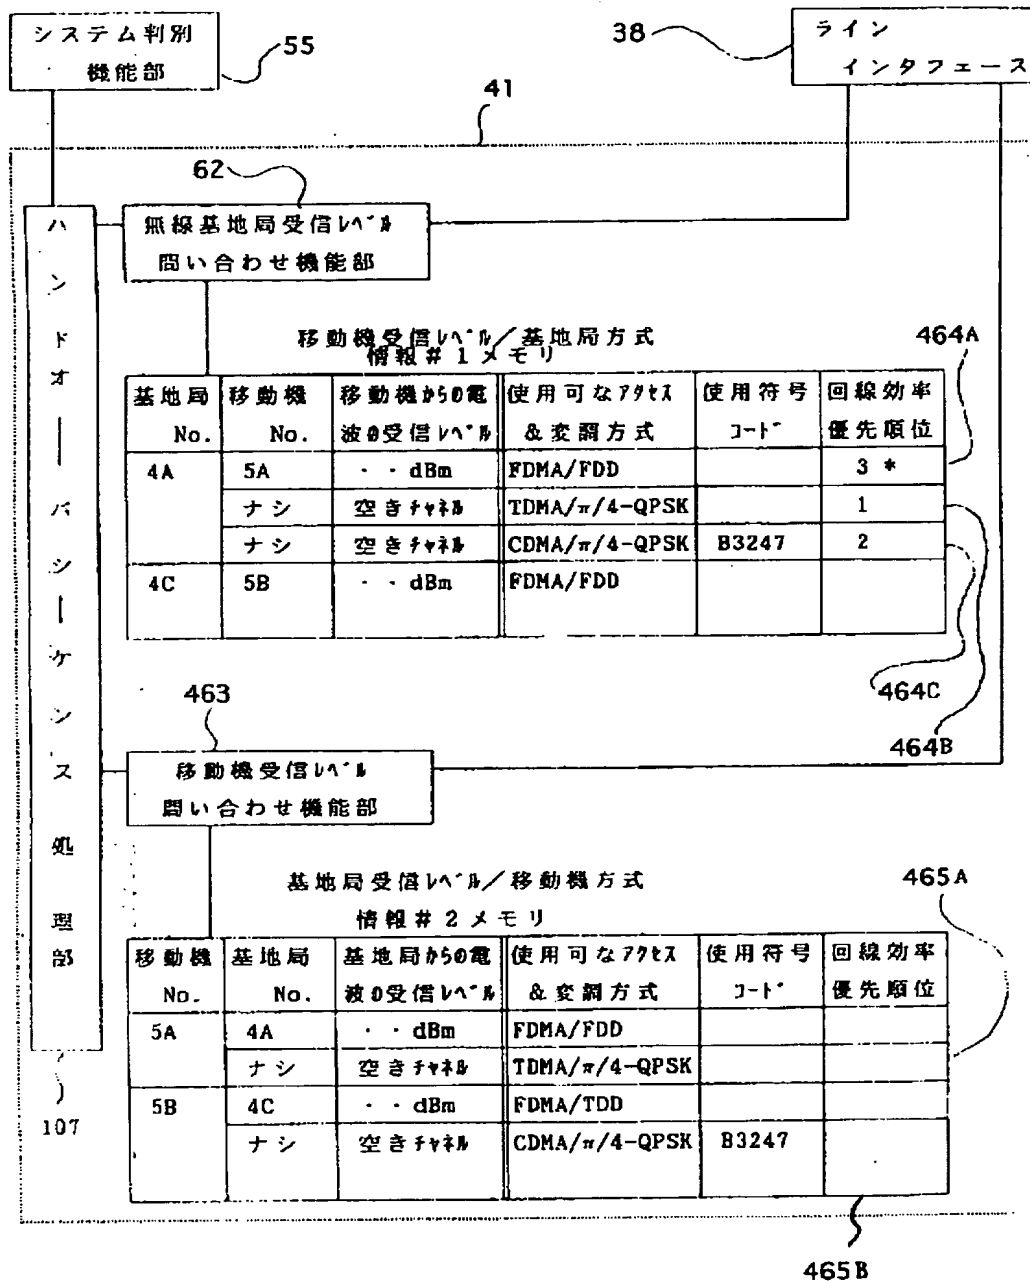 システム判別
機能部
55
38
ライン
インタフェース
41
62
無線基地局受信レベル
問い合わせ機能部
ハンドオーバシーケンス処理部
移動機受信レベル/基地局方式
情報#1メモリ
464A
基地局 移動機 移動機からの電 使用可なアクセス 使用符号 回線効率
No. No. 波の受信レベル &変調方式 コード 優先順位
4A 5A ・・dBm FDMA/FDD 3 *
ナシ 空きチャネル TDMA/π/4-QPSK 1
ナシ 空きチャネル CDMA/π/4-QPSK B3247 2
4C 5B ・・dBm FDMA/FDD
464C
464B
463
移動機受信レベル
問い合わせ機能部
基地局受信レベル/移動機方式
情報#2メモリ
465A
移動機 基地局 基地局からの電 使用可なアクセス 使用符号 回線効率
No. No. 波の受信レベル &変調方式 コード 優先順位
5A 4A ・・dBm FDMA/FDD
ナシ 空きチャネル TDMA/π/4-QPSK
5B 4C ・・dBm FDMA/TDD
ナシ 空きチャネル CDMA/π/4-QPSK B3247
107
465B